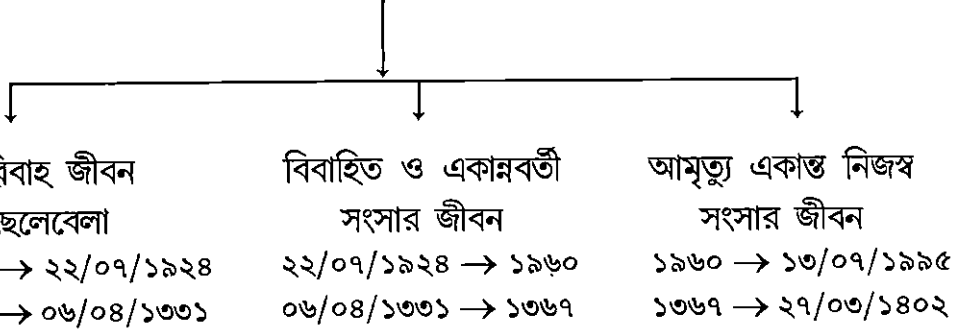 বিবাহ জীবন
ছেলেবেলা
→ ২২/০৭/১৯২৪
→ ০৬/০৪/১৩৩১
বিবাহিত ও একান্নবর্তী
সংসার জীবন
২২/০৭/১৯২৪ → ১৯৬০
০৬/০৪/১৩৩১ → ১৩৬৭
আমৃত্যু একান্ত নিজস্ব
সংসার জীবন
১৯৬০ → ১৩/০৭/১৯৯৫
১৩৬৭ → ২৭/০৩/১৪০২